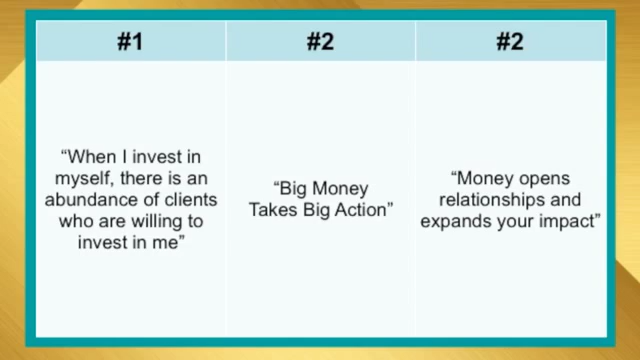 #1
#2
#2
“When I invest in
myself, there is an
abundance of clients
who are willing to
invest in me”
“Big Money
Takes Big Action”
“Money opens
relationships and
expands your impact”